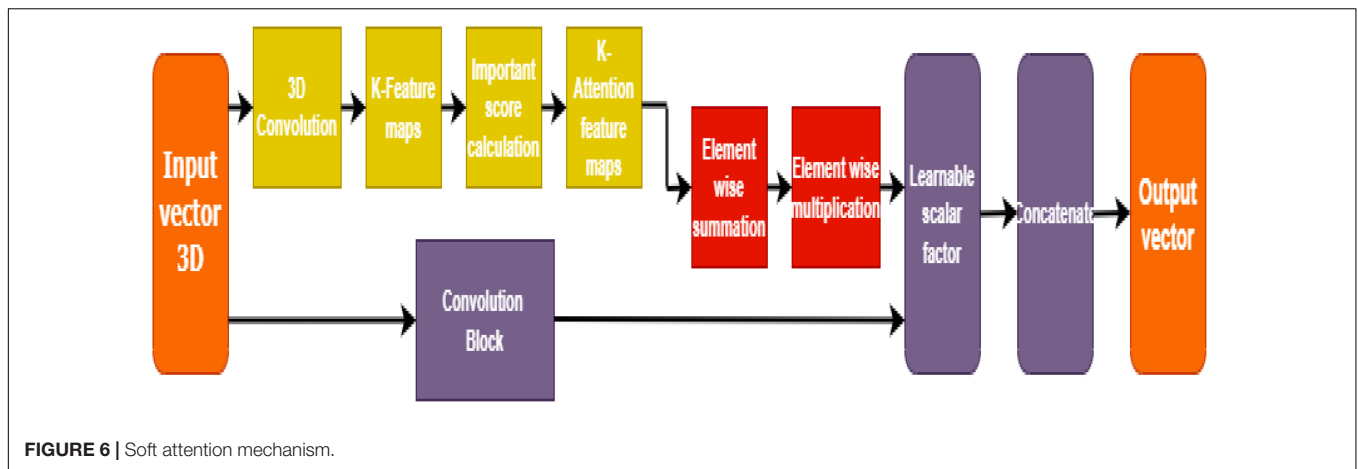 Input
vector
3D
3D
Convolution
K-Feature
maps
Important
score
calculation
K-
Attention
feature
maps
Element
wise
summation
Element wise
multiplication
Convolution
Block
Learnable
scalar
factor
Concatenate
Output
vector
FIGURE 6 | Soft attention mechanism.